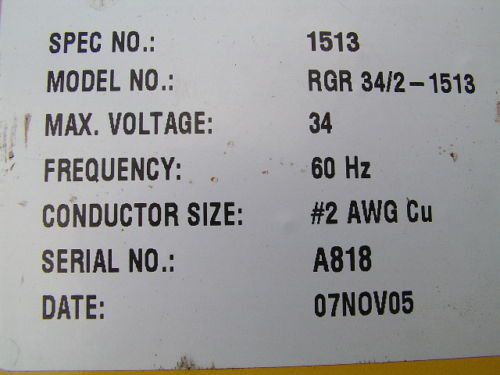 SPEC NO.: 1513
MODEL NO.: RGR 34/2-1513
MAX. VOLTAGE: 34
FREQUENCY: 60 Hz
CONDUCTOR SIZE: #2 AWG Cu
SERIAL NO.: A818
DATE: 07NOV05